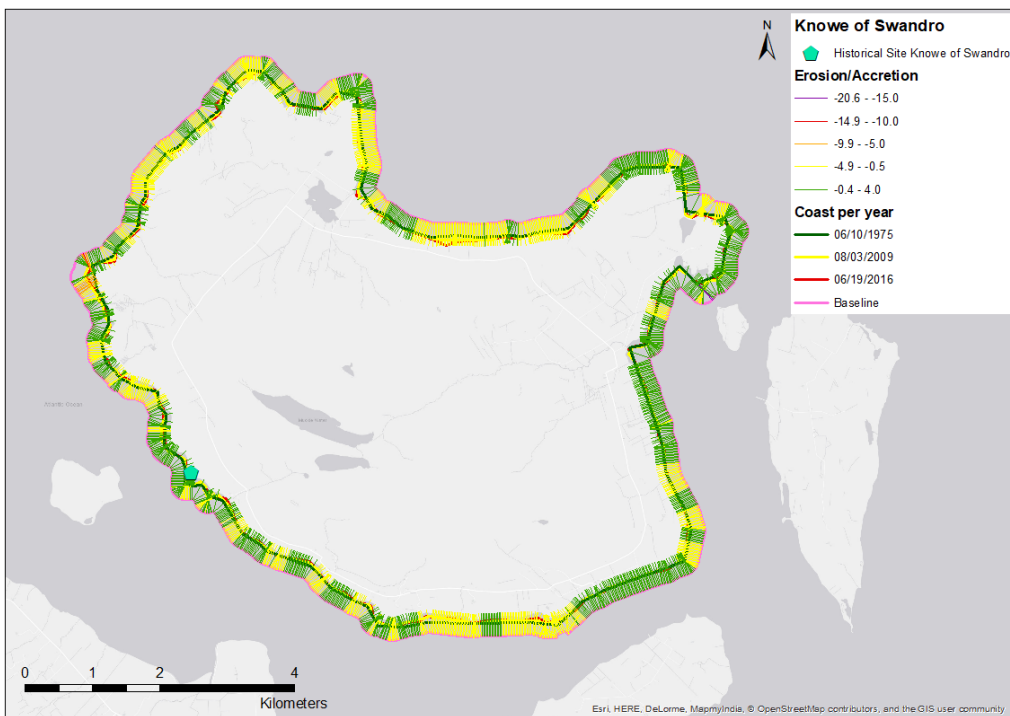 N
Knowe of Swandro
Historical Site Knowe of Swandro
Erosion/Accretion
-20.6 - -15.0
-14.9 - -10.0
-9.9 - -5.0
-4.9 - -0.5
-0.4 - 4.0
Coast per year
06/10/1975
08/03/2009
06/19/2016
Baseline
0 1 2 4
Kilometers
Esri, HERE, DeLorme, MapmyIndia, © OpenStreetMap contributors, and the GIS user community